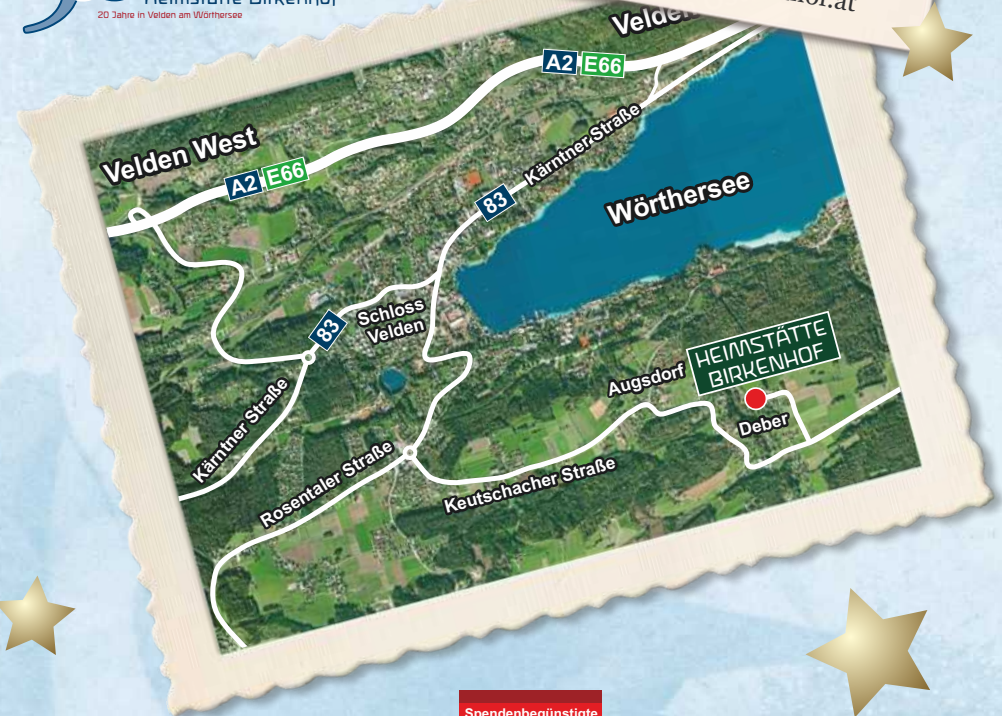 20 Jahre in Velden am Wörthersee
Velden
A2 E66
Velden West
A2 E66
Kärntner Straße
83
Wörthersee
Schloss
Velden
83
HEIMSTÄTTE
BIRKENHOF
Augsdorf
Deber
Kärntner Straße
Rosentaler Straße
Keutschacher Straße
Spendenbegünstigte